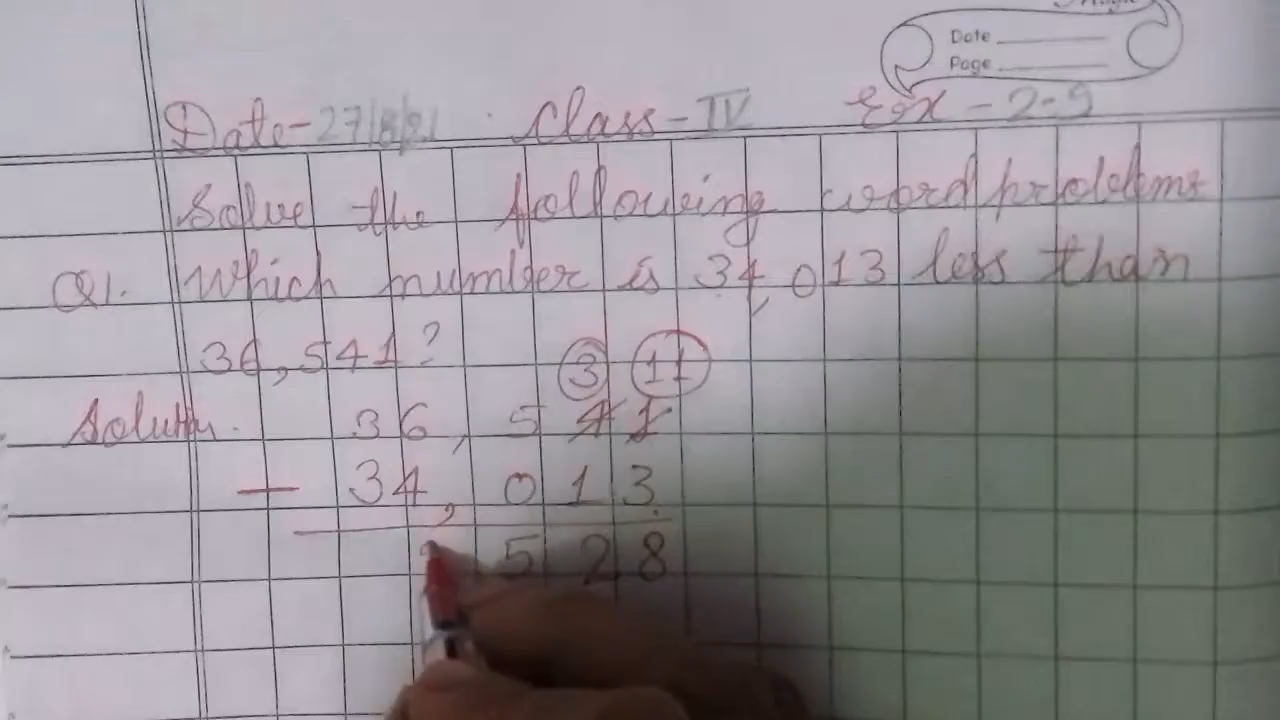 Date
Page
Date-27/8/21 Class-IV Ex-2.9
Solve the following word problems
Q1. Which number is 34,013 less than
36,541?
3 11
Solutn. 36,541
- 34,013
528